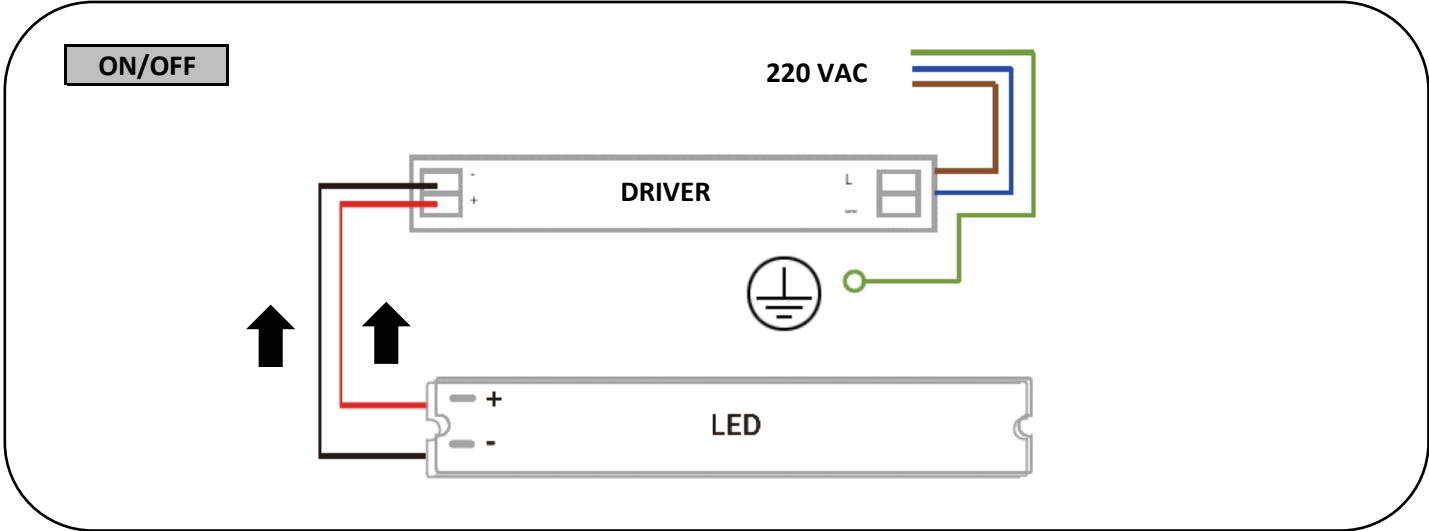 ON/OFF
220 VAC
-
+
DRIVER
L
+
-
LED